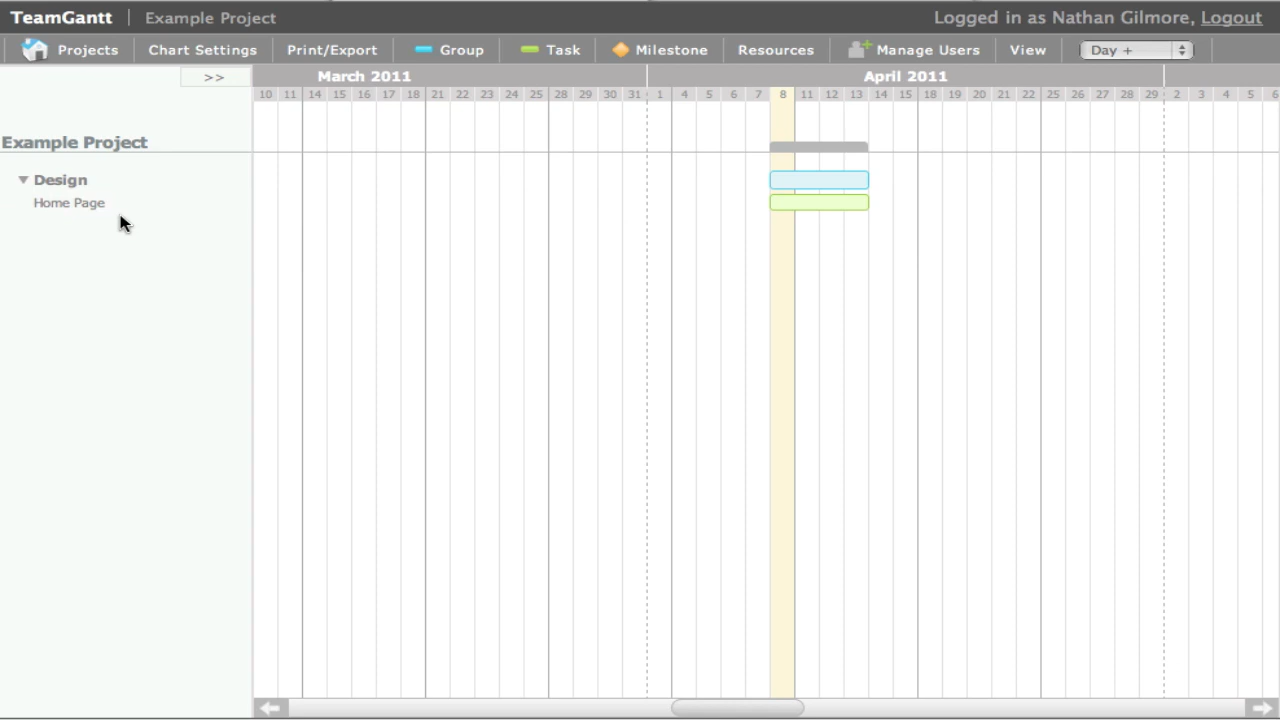 TeamGantt | Example Project Logged in as Nathan Gilmore, Logout
Projects Chart Settings Print/Export Group Task Milestone Resources Manage Users View Day +
>> March 2011 April 2011
10 11 14 15 16 17 18 21 22 23 24 25 28 29 30 31 1 4 5 6 7 8 11 12 13 14 15 18 19 20 21 22 25 26 27 28 29 2 3 4 5 6
Example Project
Design
Home Page